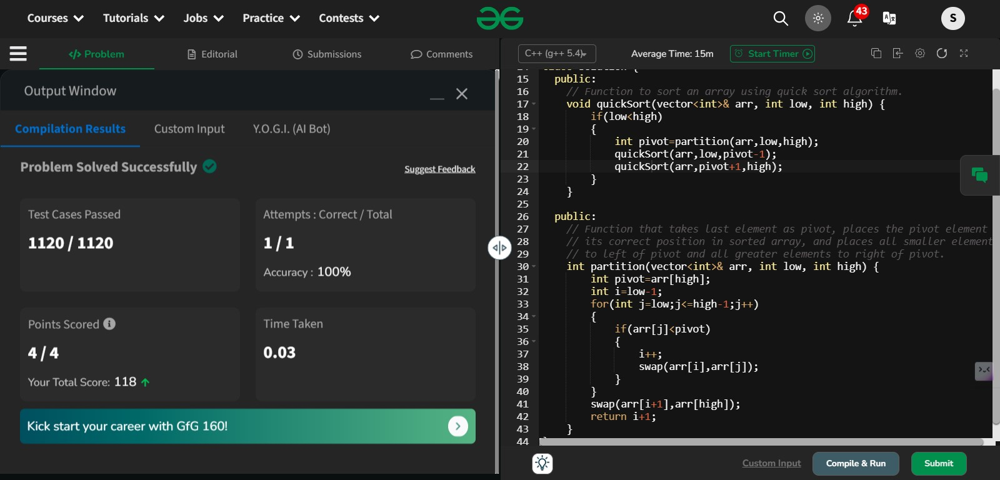 Courses Tutorials Jobs Practice Contests 43 S
Problem Editorial Submissions Comments
Output Window
Compilation Results Custom Input Y.O.G.I. (AI Bot)
Problem Solved Successfully
Suggest Feedback
Test Cases Passed
1120 / 1120
Attempts : Correct / Total
1 / 1
Accuracy : 100%
Points Scored
4 / 4
Your Total Score: 118
Time Taken
0.03
Kick start your career with GfG 160!
C++ (g++ 5.4) Average Time: 15m Start Timer
15 public:
16 // Function to sort an array using quick sort algorithm.
17 void quickSort(vector<int>& arr, int low, int high) {
18 if(low<high)
19 {
20 int pivot=partition(arr,low,high);
21 quickSort(arr,low,pivot-1);
22 quickSort(arr,pivot+1,high);
23 }
24 }
25
26 public:
27 // Function that takes last element as pivot, places the pivot element
28 // its correct position in sorted array, and places all smaller element
29 // to left of pivot and all greater elements to right of pivot.
30 int partition(vector<int>& arr, int low, int high) {
31 int pivot=arr[high];
32 int i=low-1;
33 for(int j=low;j<=high-1;j++)
34 {
35 if(arr[j]<pivot)
36 {
37 i++;
38 swap(arr[i],arr[j]);
39 }
40 }
41 swap(arr[i+1],arr[high]);
42 return i+1;
43 }
44
Custom Input Compile & Run Submit